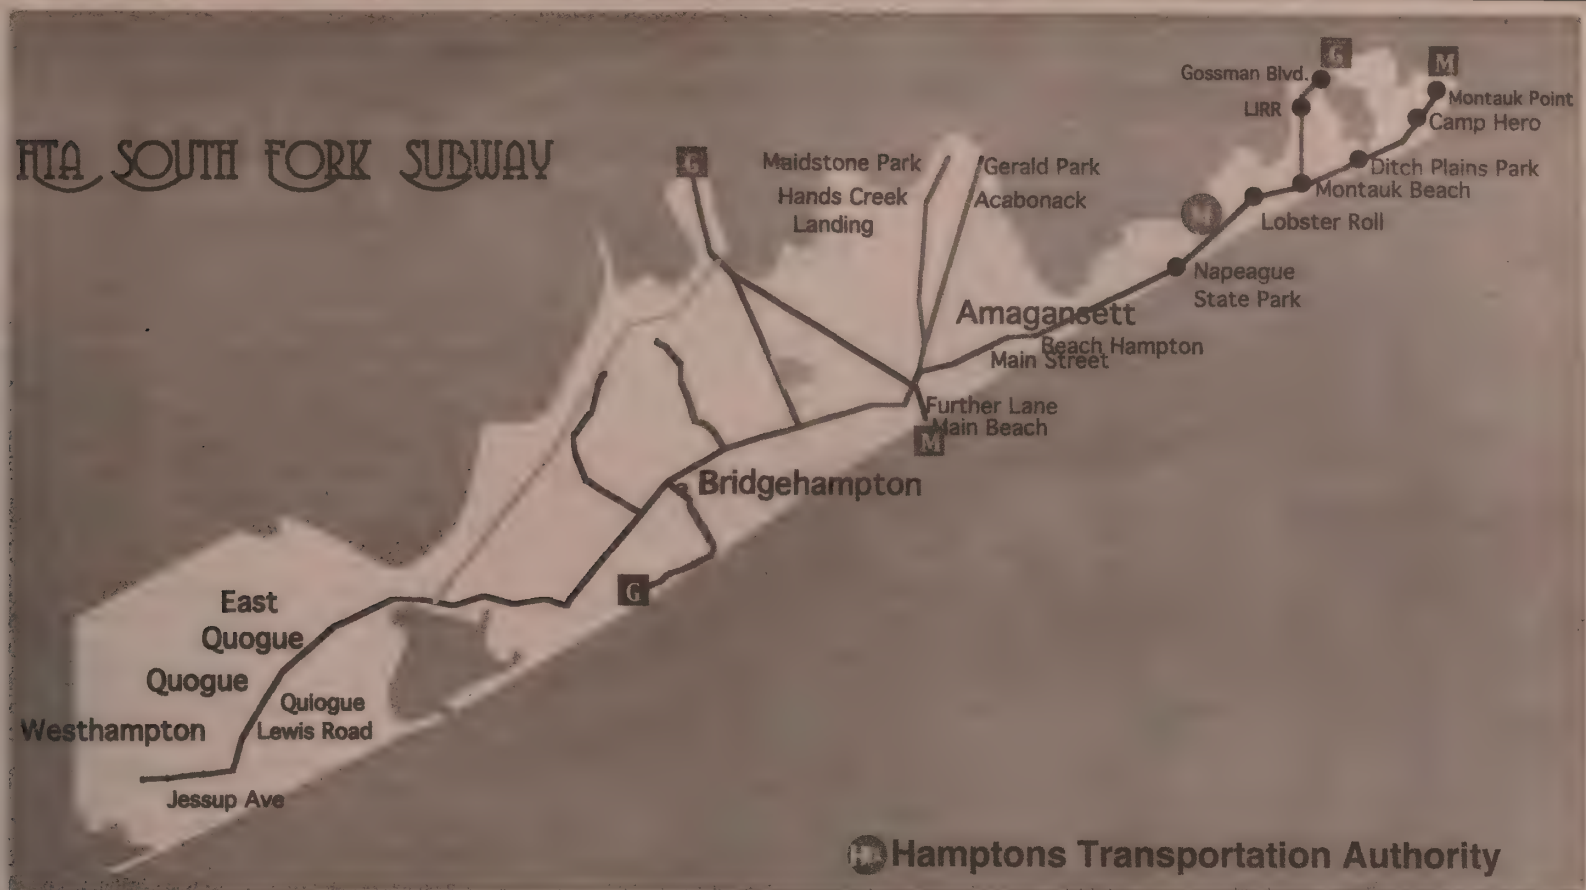 HTA SOUTH FORK SUBWAY
G
M
Gossman Blvd.
LIRR
Montauk Point
Camp Hero
Ditch Plains Park
Montauk Beach
Lobster Roll
M
Napeague
State Park
G
Maidstone Park
Hands Creek
Landing
Gerald Park
Acabonack
Amagansett
Beach Hampton
Main Street
Further Lane
Main Beach
M
Bridgehampton
G
East
Quogue
Quogue
Quiogue
Lewis Road
Westhampton
Jessup Ave
Hamptons Transportation Authority